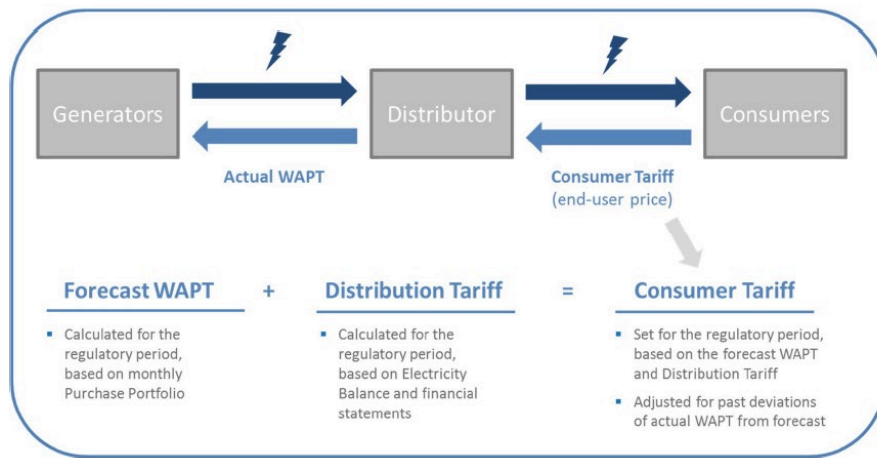 Generators
Distributor
Consumers
Actual WAPT
Consumer Tariff
(end-user price)
Forecast WAPT + Distribution Tariff = Consumer Tariff
▪ Calculated for the
regulatory period,
based on monthly
Purchase Portfolio
▪ Calculated for the
regulatory period,
based on Electricity
Balance and financial
statements
▪ Set for the regulatory period,
based on the forecast WAPT
and Distribution Tariff
▪ Adjusted for past deviations
of actual WAPT from forecast